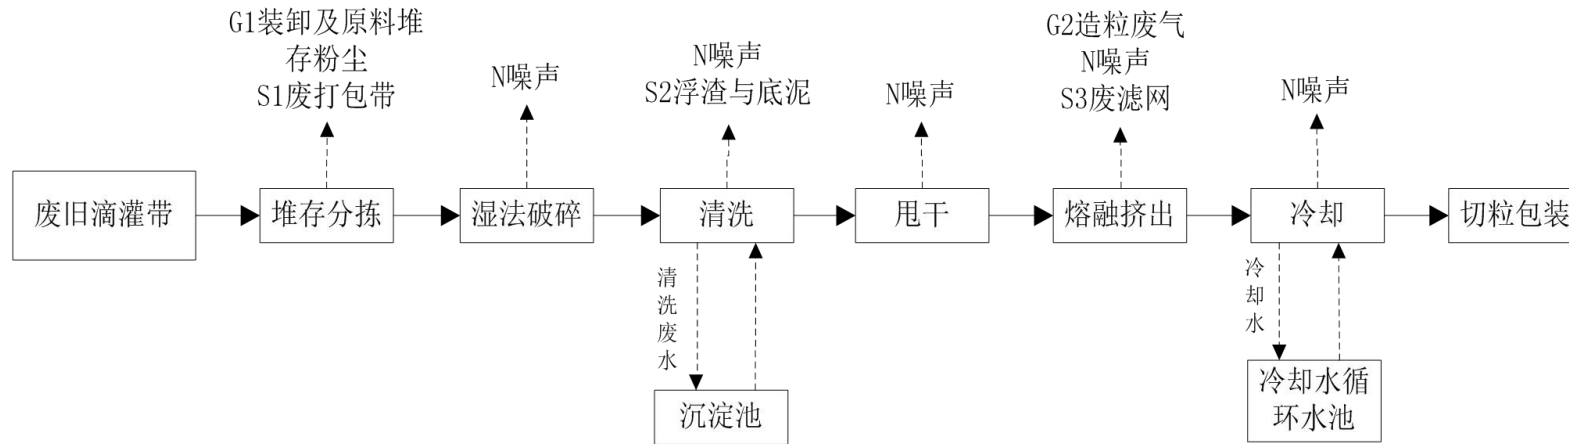 G1装卸及原料堆
存粉尘
S1废打包带
N噪声
N噪声
S2浮渣与底泥
N噪声
G2造粒废气
N噪声
S3废滤网
N噪声
废旧滴灌带
堆存分拣
湿法破碎
清洗
甩干
熔融挤出
冷却
切粒包装
清洗废水
冷却水
沉淀池
冷却水循
环水池